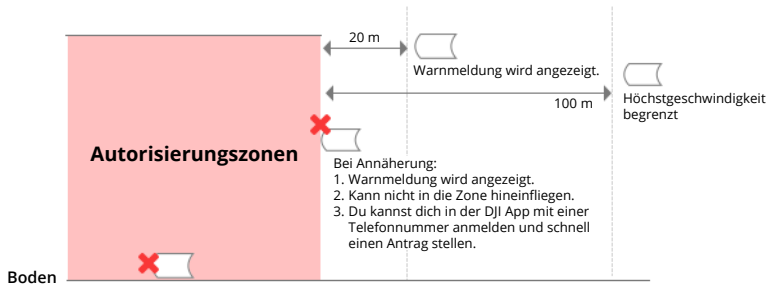 20 m
Warnmeldung wird angezeigt.
100 m
Höchstgeschwindigkeit
begrenzt
Autorisierungszonen
Bei Annäherung:
1. Warnmeldung wird angezeigt.
2. Kann nicht in die Zone hineinfliegen.
3. Du kannst dich in der DJI App mit einer
Telefonnummer anmelden und schnell
einen Antrag stellen.
Boden